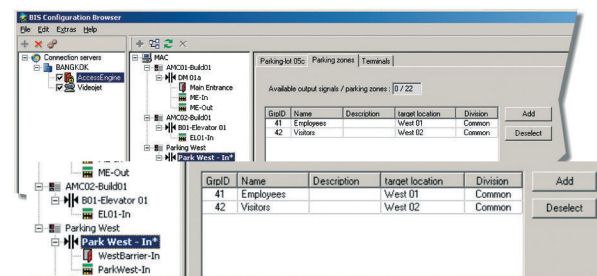 BIS Configuration Browser
File Edit Extras Help
Connection servers
BANGKOK
AccessEngine
Videojet
MAC
AMC01-Build01
DM 01a
Main Entrance
ME-In
ME-Out
AMC02-Build01
B01-Elevator 01
EL01-In
Parking West
Park West - In*
Parking-lot 05c Parking zones Terminals
Available output signals / parking zones : 0 / 22
GrpID Name Description target location Division
41 Employees West 01 Common
42 Visitors West 02 Common
Add
Deselect
ME-Out
AMC02-Build01
B01-Elevator 01
EL01-In
Parking West
Park West - In*
WestBarrier-In
ParkWest-In
GrpID Name Description target location Division
41 Employees West 01 Common
42 Visitors West 02 Common
Add
Deselect